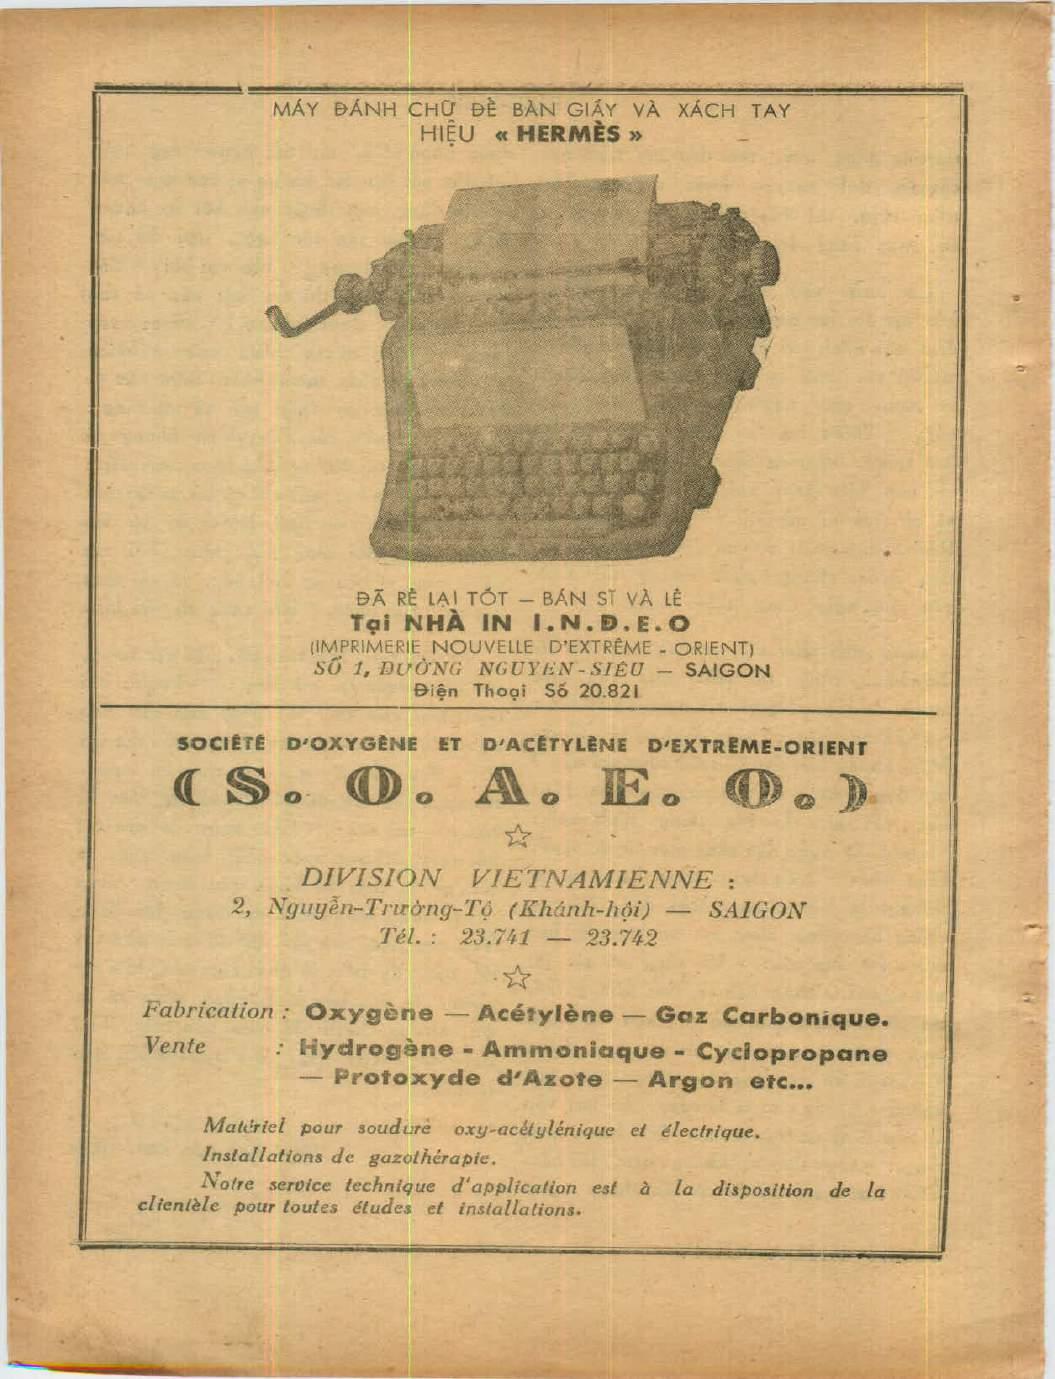 MÁY ĐÁNH CHỮ ĐỀ BÀN GIẤY VÀ XÁCH TAY
HIỆU « HERMÈS »
ĐÃ RẺ LẠI TỐT — BÁN SĨ VÀ LẺ
Tại NHÀ IN I.N.Đ.E.O
(IMPRIMERIE NOUVELLE D'EXTRÊME - ORIENT)
SỐ 1, ĐƯỜNG NGUYỄN-SIÊU — SAIGON
Điện Thoại Số 20.821
SOCIÉTÉ D'OXYGÈNE ET D'ACÉTYLÈNE D'EXTRÊME-ORIENT
(S. O. A. E. O.)
DIVISION VIETNAMIENNE :
2, Nguyễn-Trường-Tộ (Khánh-hội) — SAIGON
Tél. : 23.741 — 23.742
Fabrication : Oxygène — Acétylène — Gaz Carbonique.
Vente : Hydrogène - Ammoniaque - Cyclopropane
— Protoxyde d'Azote — Argon etc...
Matériel pour soudure oxy-acétylénique et électrique.
Installations de gazothérapie.
Notre service technique d'application est à la disposition de la
clientèle pour toutes études et installations.